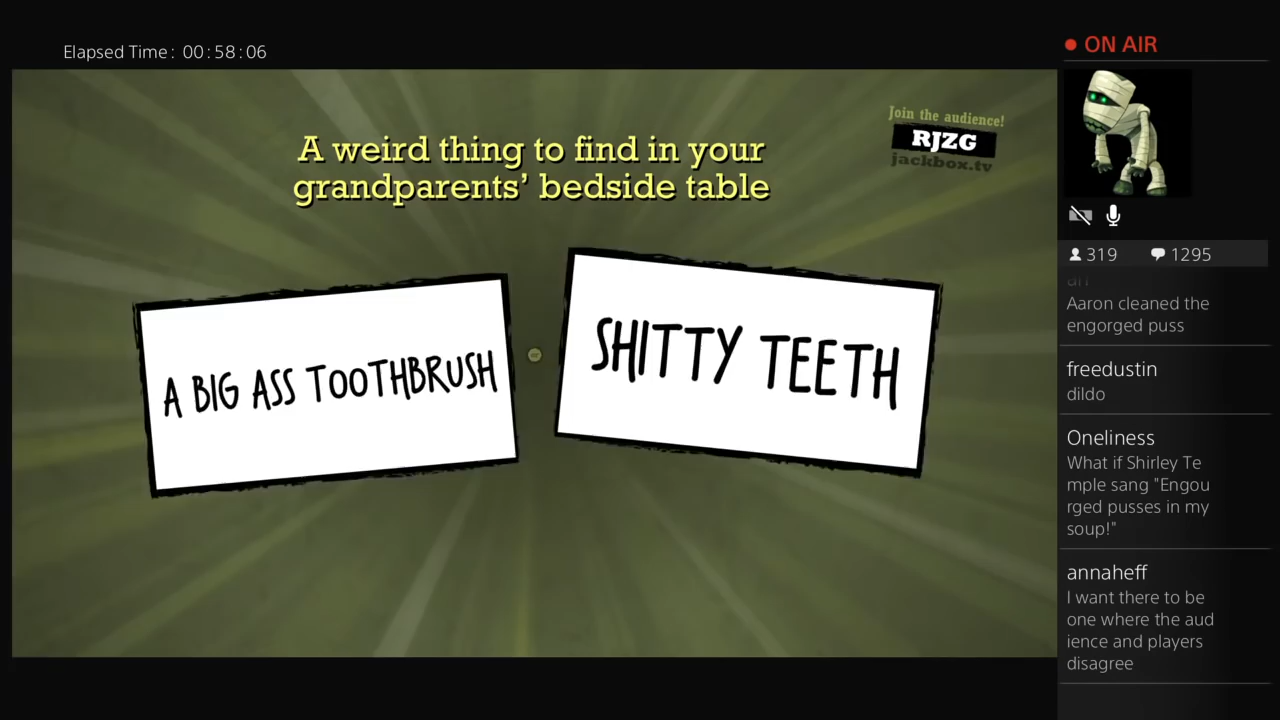 Elapsed Time: 00:58:06
ON AIR
A weird thing to find in your
grandparents' bedside table
Join the audience!
RJZG
jackbox.tv
A BIG ASS TOOTHBRUSH
or
SHITTY TEETH
319 1295
Aaron cleaned the
engorged puss
freedustin
dildo
Oneliness
What if Shirley Te
mple sang "Engou
rged pusses in my
soup!"
annaheff
I want there to be
one where the aud
ience and players
disagree